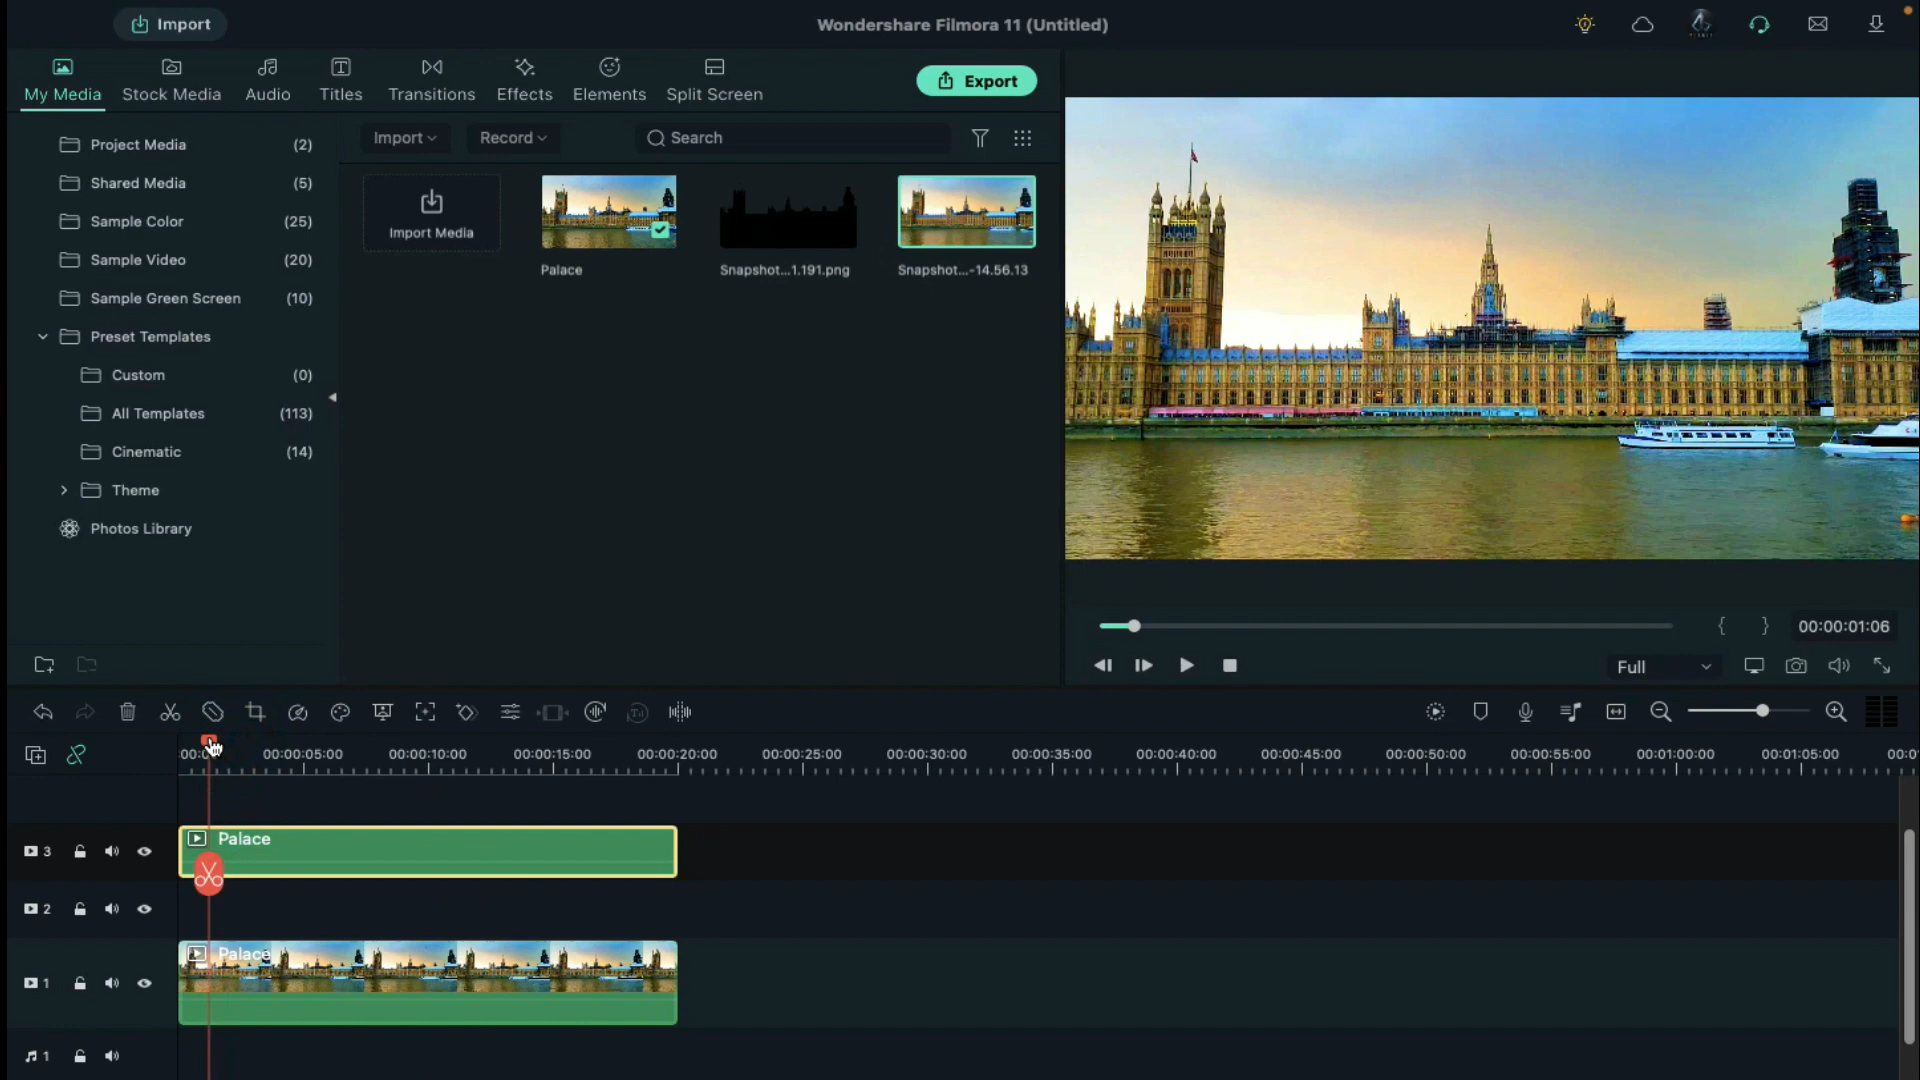 Import
Wondershare Filmora 11 (Untitled)
My Media
Stock Media
Audio
Titles
Transitions
Effects
Elements
Split Screen
Export
Project Media (2)
Shared Media (5)
Sample Color (25)
Sample Video (20)
Sample Green Screen (10)
Preset Templates
Custom (0)
All Templates (113)
Cinematic (14)
Theme
Photos Library
Import
Record
Search
Import Media
Palace
Snapshot...1.191.png
Snapshot...-14.56.13
{ } 00:00:01:06
Full
00:00:05:00 00:00:10:00 00:00:15:00 00:00:20:00 00:00:25:00 00:00:30:00 00:00:35:00 00:00:40:00 00:00:45:00 00:00:50:00 00:00:55:00 00:01:00:00 00:01:05:00
3
Palace
2
1
Palace
1